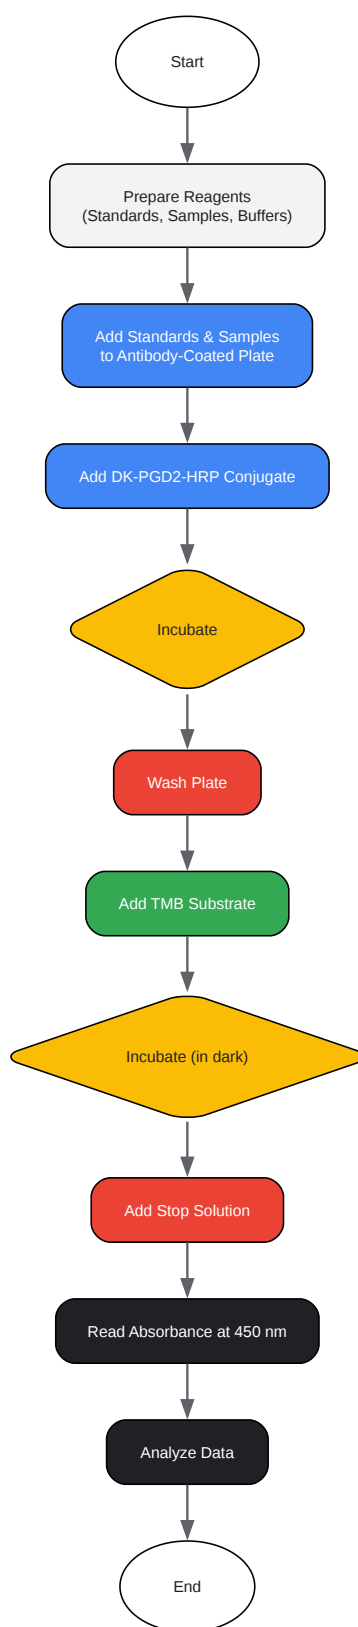 Start
Prepare Reagents
(Standards, Samples, Buffers)
Add Standards & Samples
to Antibody-Coated Plate
Add DK-PGD2-HRP Conjugate
Incubate
Wash Plate
Add TMB Substrate
Incubate (in dark)
Add Stop Solution
Read Absorbance at 450 nm
Analyze Data
End